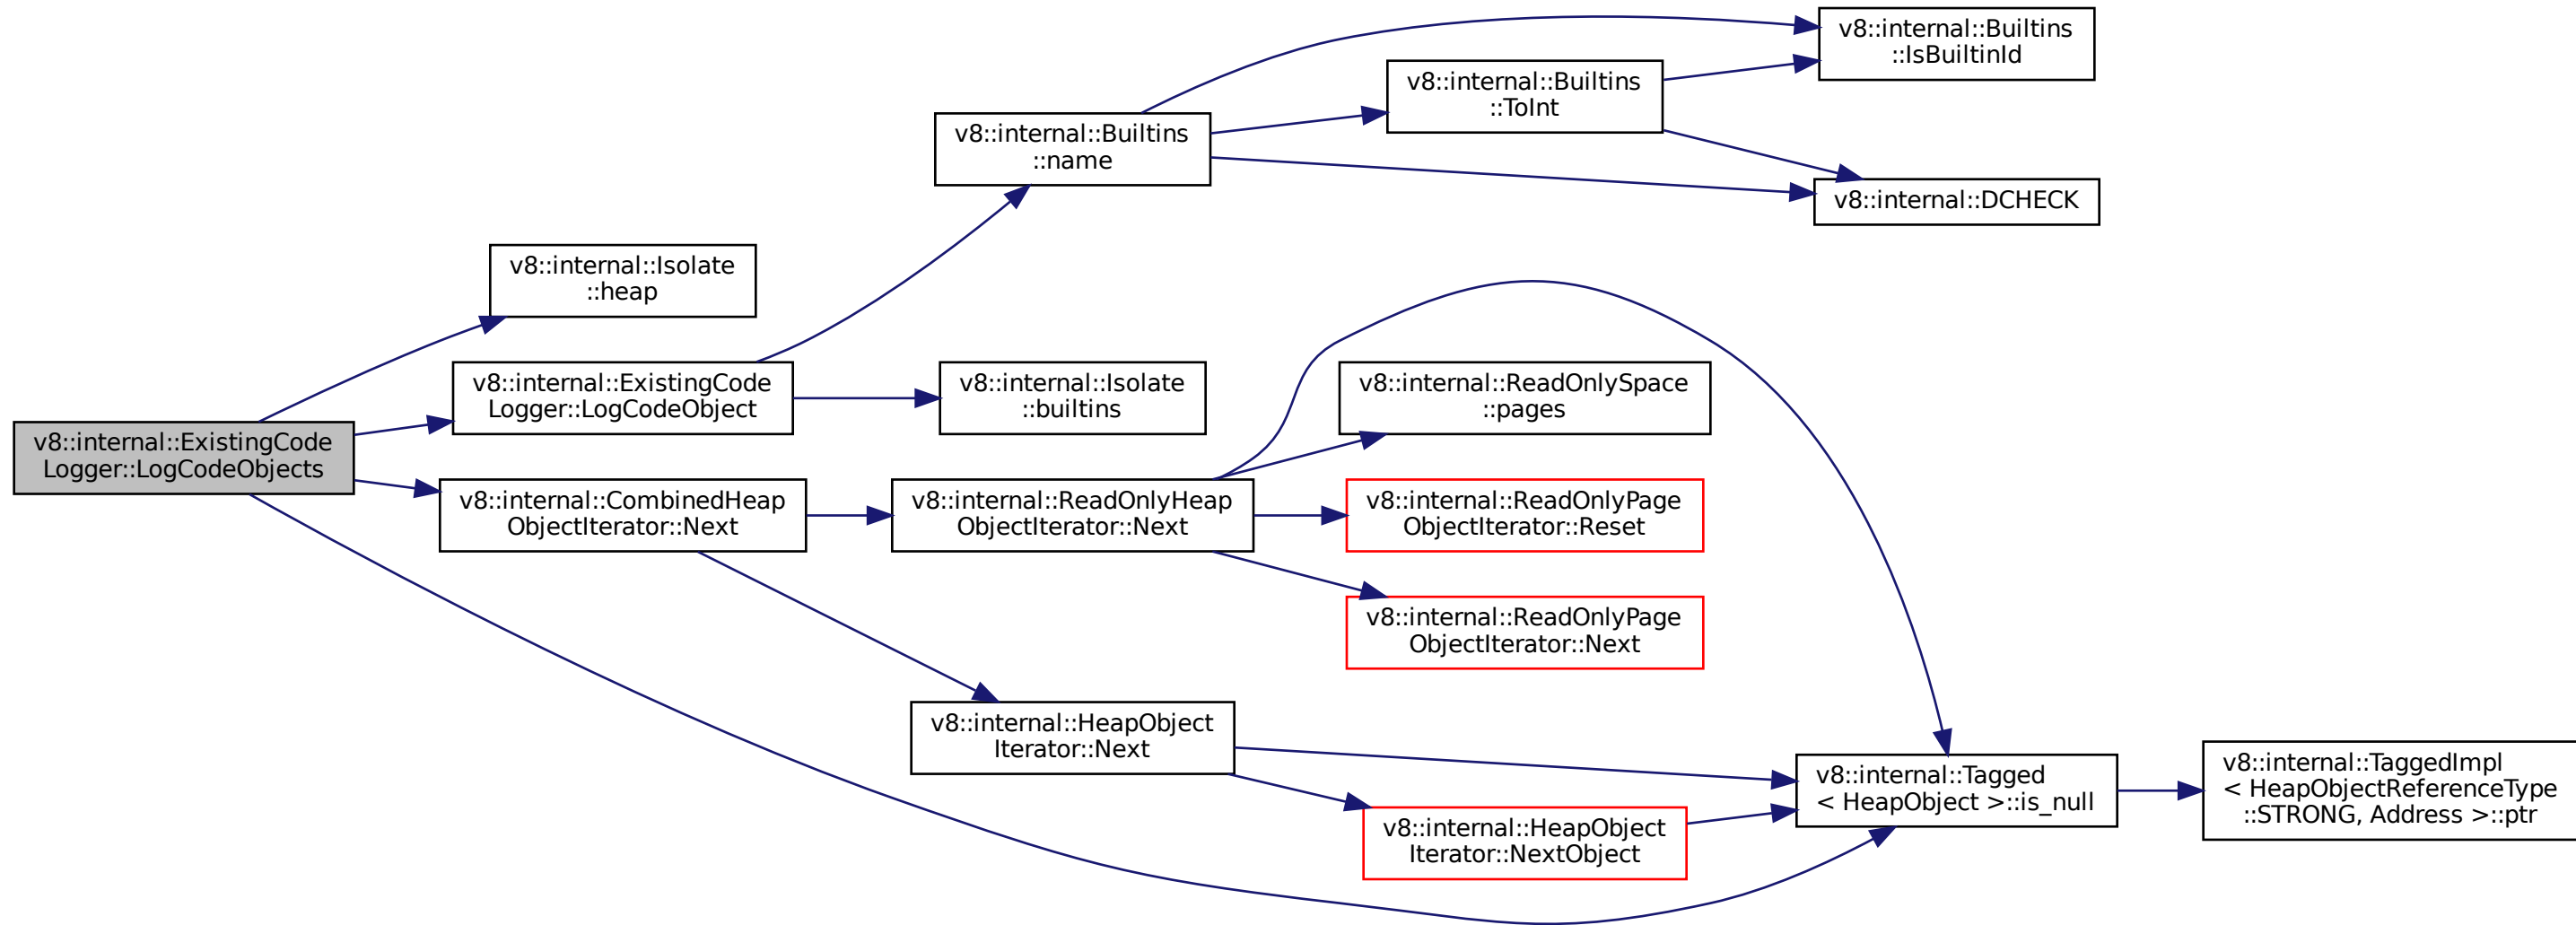 v8::internal::ExistingCode
Logger::LogCodeObjects
v8::internal::Isolate
::heap
v8::internal::ExistingCode
Logger::LogCodeObject
v8::internal::CombinedHeap
ObjectIterator::Next
v8::internal::Builtins
::name
v8::internal::Isolate
::builtins
v8::internal::ReadOnlyHeap
ObjectIterator::Next
v8::internal::HeapObject
Iterator::Next
v8::internal::Builtins
::ToInt
v8::internal::ReadOnlySpace
::pages
v8::internal::ReadOnlyPage
ObjectIterator::Reset
v8::internal::ReadOnlyPage
ObjectIterator::Next
v8::internal::HeapObject
Iterator::NextObject
v8::internal::Builtins
::IsBuiltinId
v8::internal::DCHECK
v8::internal::Tagged
< HeapObject >::is_null
v8::internal::TaggedImpl
< HeapObjectReferenceType
::STRONG, Address >::ptr